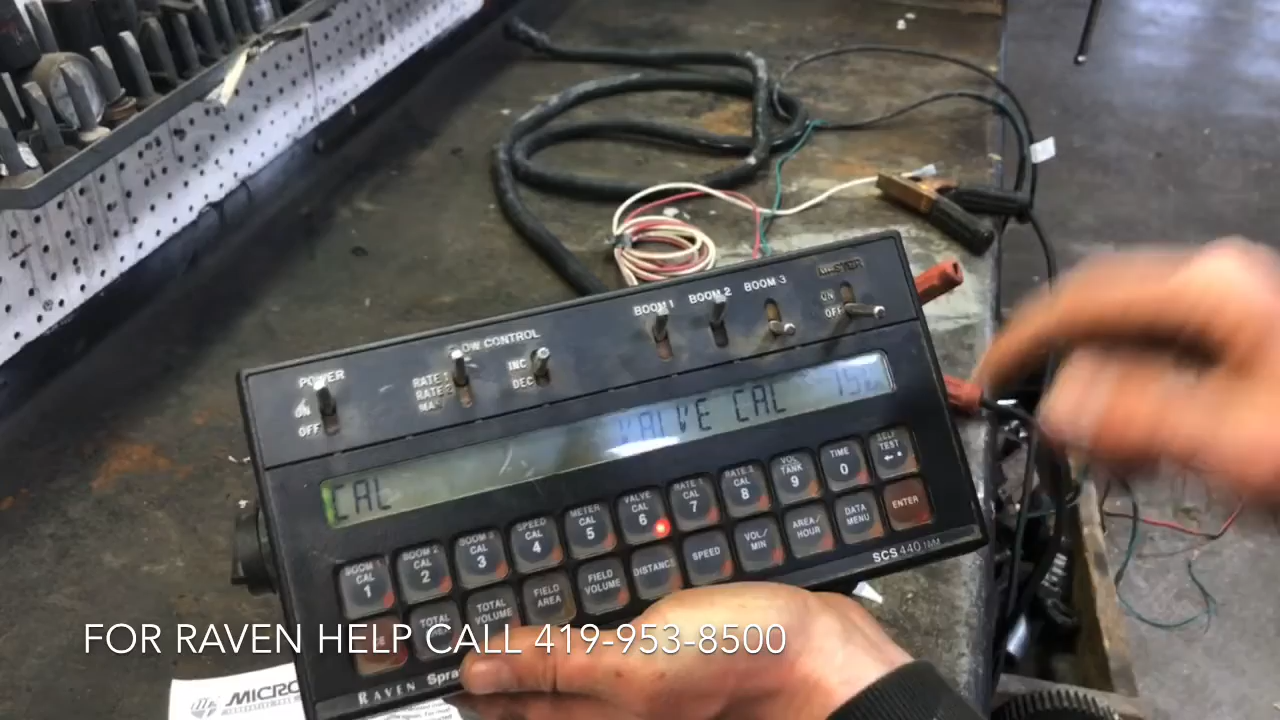 BOOM 1 BOOM 2 BOOM 3 MASTER
ON
OFF
POWER
ON
OFF
CONTROL
RATE 1
RATE 2
INC
DEC
CAL VALVE CAL
BOOM 1 CAL 1
BOOM 2 CAL 2
BOOM 3 CAL 3
SPEED CAL 4
METER CAL 5
VALVE CAL 6
RATE 1 CAL 7
RATE 2 CAL 8
VOL TANK 9
TIME 0
SELF TEST
TOTAL
TOTAL VOLUME
FIELD AREA
FIELD VOLUME
DISTANCE
SPEED
VOL/MIN
AREA/HOUR
DATA MENU
ENTER
SCS 440
RAVEN
FOR RAVEN HELP CALL 419-953-8500
MICRO